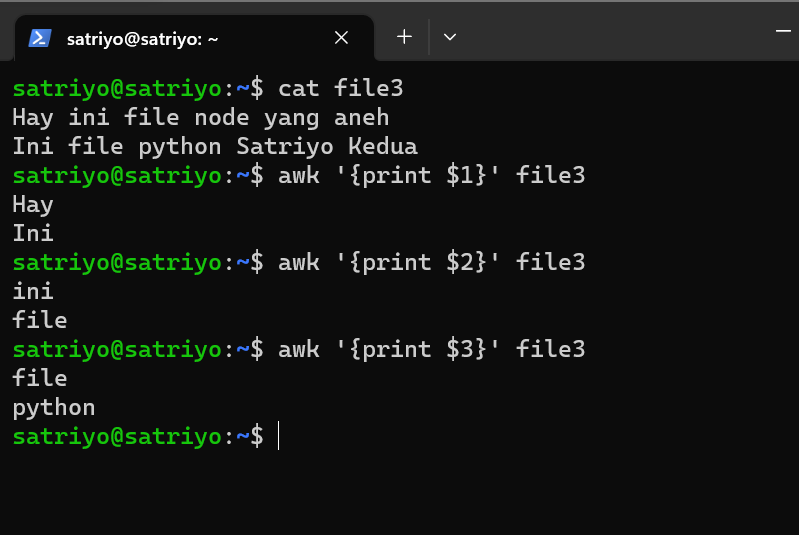 satriyo@satriyo: ~
satriyo@satriyo:~$ cat file3
Hay ini file node yang aneh
Ini file python Satriyo Kedua
satriyo@satriyo:~$ awk '{print $1}' file3
Hay
Ini
satriyo@satriyo:~$ awk '{print $2}' file3
ini
file
satriyo@satriyo:~$ awk '{print $3}' file3
file
python
satriyo@satriyo:~$